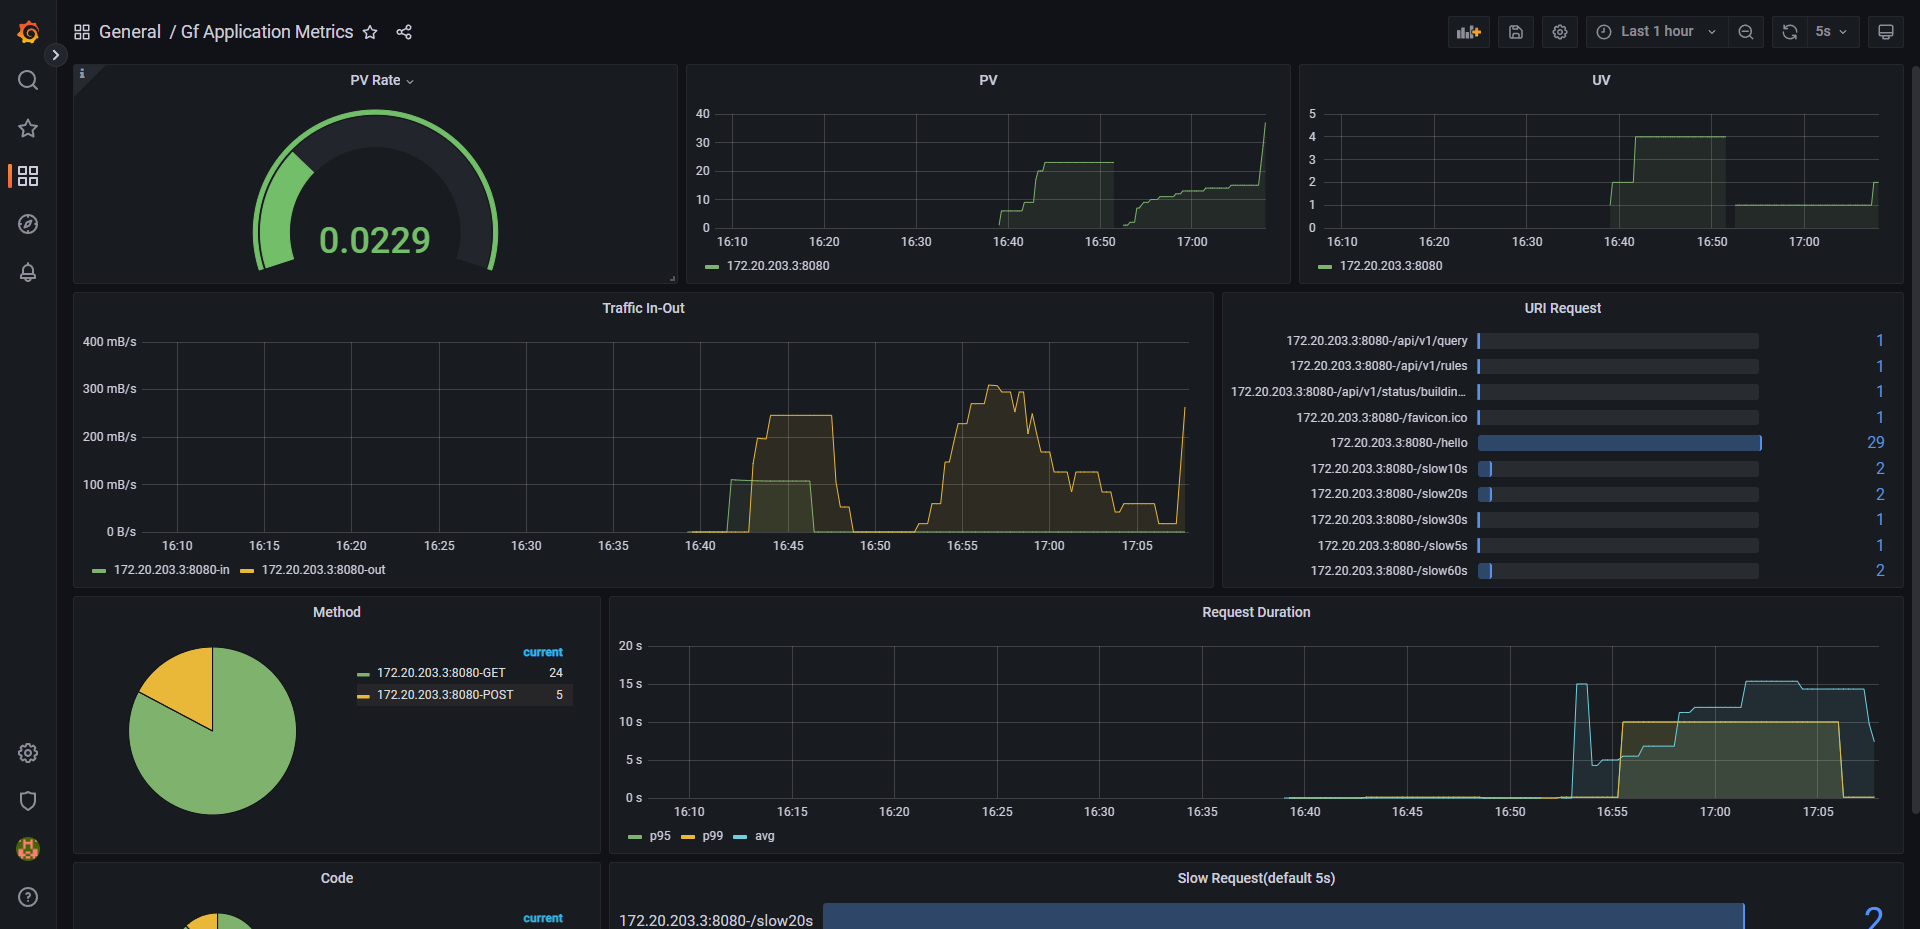 General / Gf Application Metrics
Last 1 hour
5s
i
PV Rate
0.0229
PV
40
30
20
10
0
16:10 16:20 16:30 16:40 16:50 17:00
172.20.203.3:8080
UV
5
4
3
2
1
0
16:10 16:20 16:30 16:40 16:50 17:00
172.20.203.3:8080
Traffic In-Out
400 mB/s
300 mB/s
200 mB/s
100 mB/s
0 B/s
16:10 16:15 16:20 16:25 16:30 16:35 16:40 16:45 16:50 16:55 17:00 17:05
172.20.203.3:8080-in 172.20.203.3:8080-out
URI Request
172.20.203.3:8080-/api/v1/query 1
172.20.203.3:8080-/api/v1/rules 1
172.20.203.3:8080-/api/v1/status/buildin... 1
172.20.203.3:8080-/favicon.ico 1
172.20.203.3:8080-/hello 29
172.20.203.3:8080-/slow10s 2
172.20.203.3:8080-/slow20s 2
172.20.203.3:8080-/slow30s 1
172.20.203.3:8080-/slow5s 1
172.20.203.3:8080-/slow60s 2
Method
current
172.20.203.3:8080-GET 24
172.20.203.3:8080-POST 5
Request Duration
20 s
15 s
10 s
5 s
0 s
16:10 16:15 16:20 16:25 16:30 16:35 16:40 16:45 16:50 16:55 17:00 17:05
p95 p99 avg
Code
current
Slow Request(default 5s)
172.20.203.3:8080-/slow20s 2